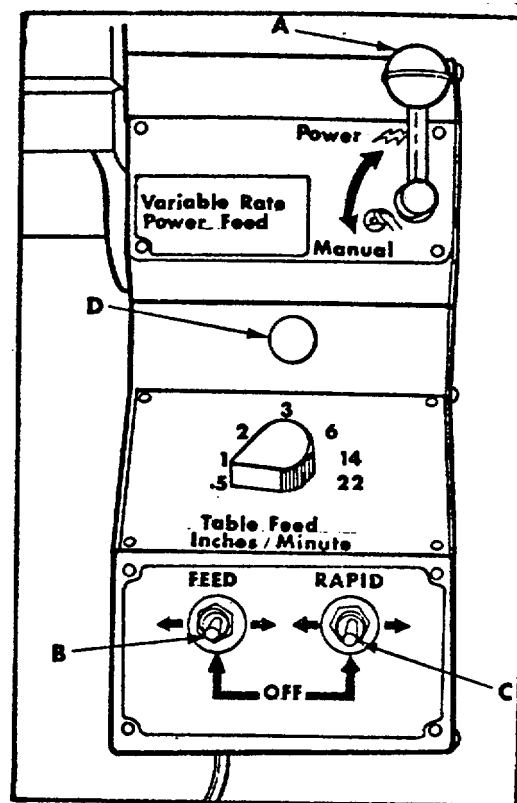 A
Power
Variable Rate
Power Feed
Manual
D
3
2 6
1 14
.5 22
Table Feed
Inches / Minute
FEED RAPID
B
C
OFF